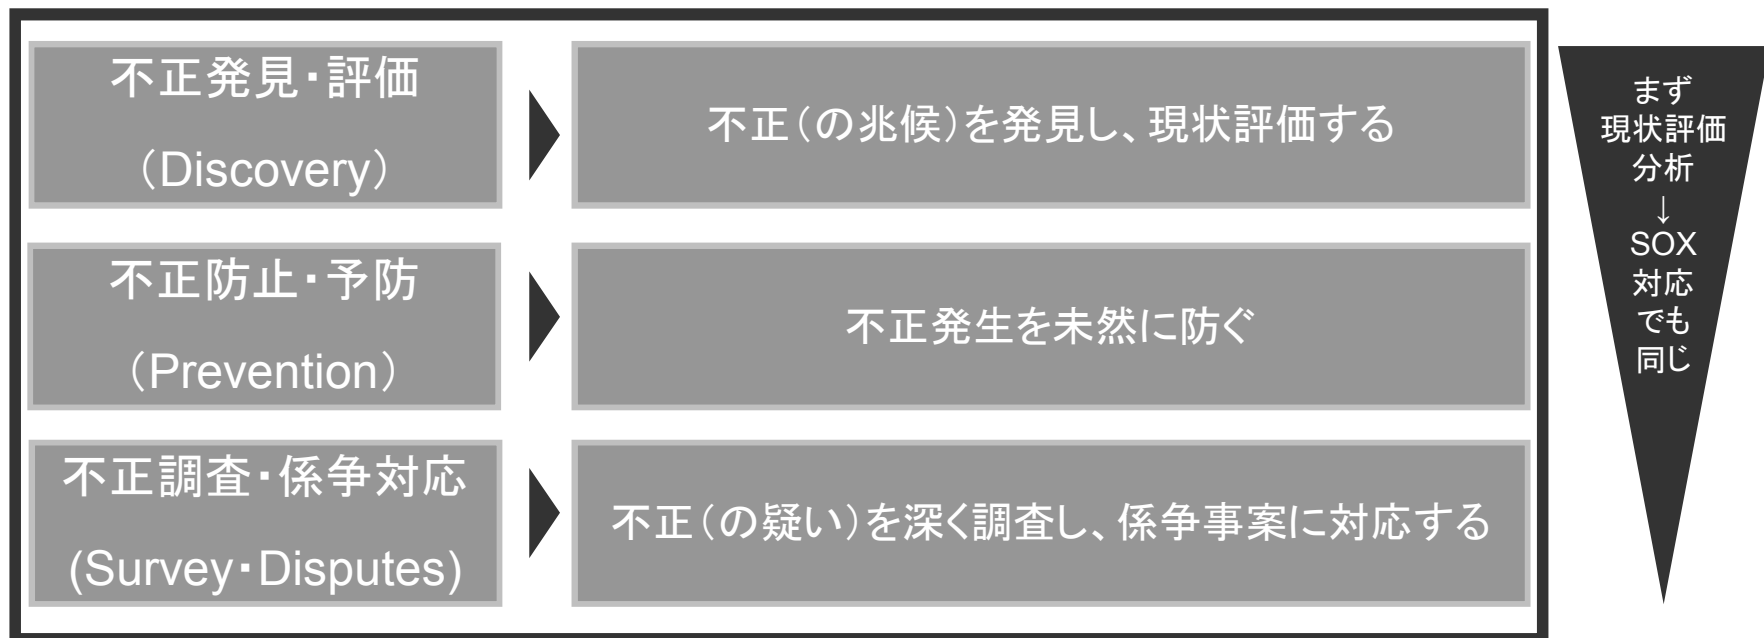 不正発見・評価
（Discovery）
不正（の兆候）を発見し、現状評価する
不正防止・予防
（Prevention）
不正発生を未然に防ぐ
不正調査・係争対応
(Survey・Disputes)
不正（の疑い）を深く調査し、係争事案に対応する
まず
現状評価
分析
↓
SOX
対応
でも
同じ